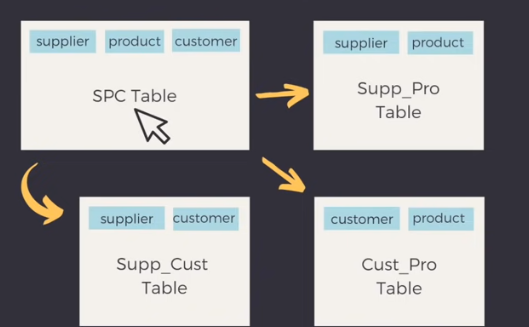 supplier product customer
SPC Table
supplier product
Supp_Pro
Table
supplier customer
Supp_Cust
Table
customer product
Cust_Pro
Table